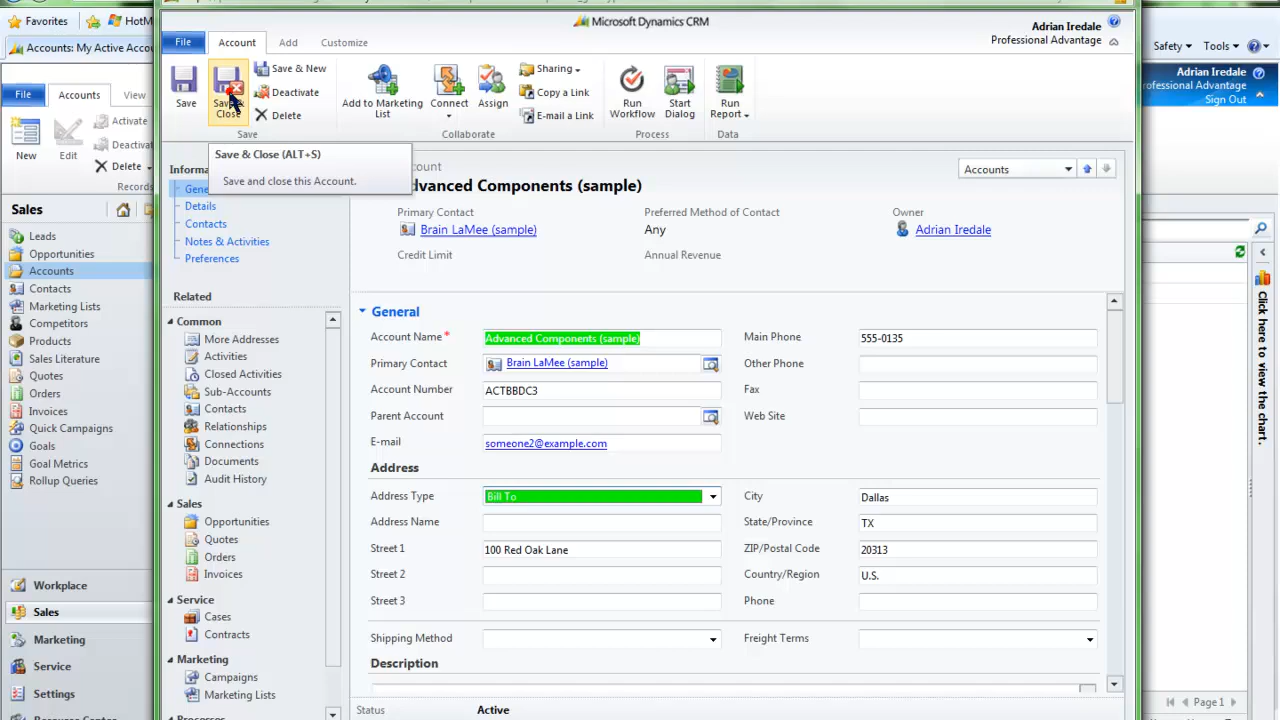 Favorites
HotM
Accounts: My Active Accou
File
Accounts
View
New
Edit
Activate
Deactiva
Delete
Records
Sales
Leads
Opportunities
Accounts
Contacts
Marketing Lists
Competitors
Products
Sales Literature
Quotes
Orders
Invoices
Quick Campaigns
Goals
Goal Metrics
Rollup Queries
Workplace
Sales
Marketing
Service
Settings
Microsoft Dynamics CRM
Adrian Iredale
Professional Advantage
File
Account
Add
Customize
Save
Save &
Close
Save & New
Deactivate
Delete
Save
Add to Marketing
List
Connect
Assign
Sharing
Copy a Link
E-mail a Link
Collaborate
Run
Workflow
Start
Dialog
Process
Run
Report
Data
Save & Close (ALT+S)
Save and close this Account.
Informa
Gene
Details
Contacts
Notes & Activities
Preferences
Related
Common
More Addresses
Activities
Closed Activities
Sub-Accounts
Contacts
Relationships
Connections
Documents
Audit History
Sales
Opportunities
Quotes
Orders
Invoices
Service
Cases
Contracts
Marketing
Campaigns
Marketing Lists
ount
dvanced Components (sample)
Accounts
Primary Contact
Brain LaMee (sample)
Preferred Method of Contact
Any
Owner
Adrian Iredale
Credit Limit
Annual Revenue
General
Account Name*
Advanced Components (sample)
Main Phone
555-0135
Primary Contact
Brain LaMee (sample)
Other Phone
Account Number
ACTBBDC3
Fax
Parent Account
Web Site
E-mail
someone2@example.com
Address
Address Type
Bill To
City
Dallas
Address Name
State/Province
TX
Street 1
100 Red Oak Lane
ZIP/Postal Code
20313
Street 2
Country/Region
U.S.
Street 3
Phone
Shipping Method
Freight Terms
Description
Status
Active
Safety
Tools
Adrian Iredale
rofessional Advantage
Sign Out
Click here to view the chart.
Page 1